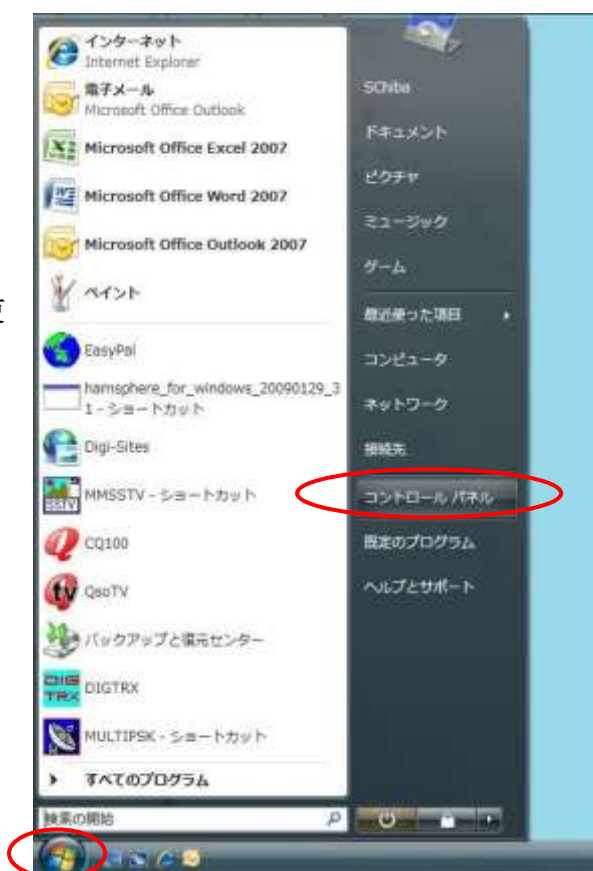 インターネット
Internet Explorer
電子メール
Microsoft Office Outlook
Microsoft Office Excel 2007
Microsoft Office Word 2007
Microsoft Office Outlook 2007
ペイント
EasyPal
hamsphere_for_windows_20090129_3
1 - ショートカット
Digi-Sites
MMSSTV - ショートカット
SSTV
CQ100
QsoTV
tv
バックアップと復元センター
DIGTRX
DIG
TRX
MULTIPSK - ショートカット
すべてのプログラム
検索の開始
SChiba
ドキュメント
ピクチャ
ミュージック
ゲーム
最近使った項目
コンピュータ
ネットワーク
接続先
コントロール パネル
既定のプログラム
ヘルプとサポート